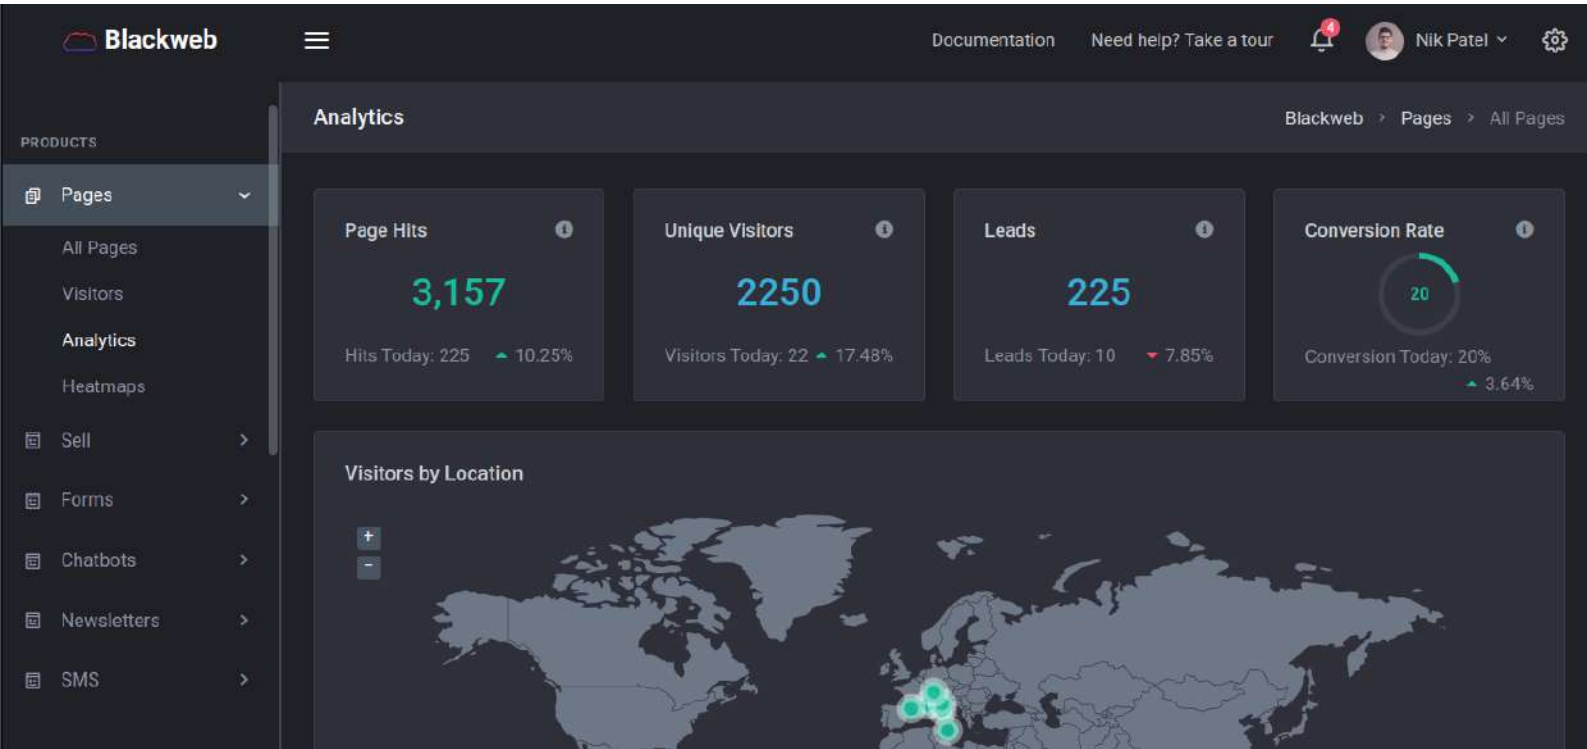 Blackweb
Documentation Need help? Take a tour 4 Nik Patel
PRODUCTS
Pages
All Pages
Visitors
Analytics
Heatmaps
Sell
Forms
Chatbots
Newsletters
SMS
Analytics
Blackweb > Pages > All Pages
Page Hits
3,157
Hits Today: 225 10.25%
Unique Visitors
2250
Visitors Today: 22 17.48%
Leads
225
Leads Today: 10 7.85%
Conversion Rate
20
Conversion Today: 20%
3.64%
Visitors by Location
+
-